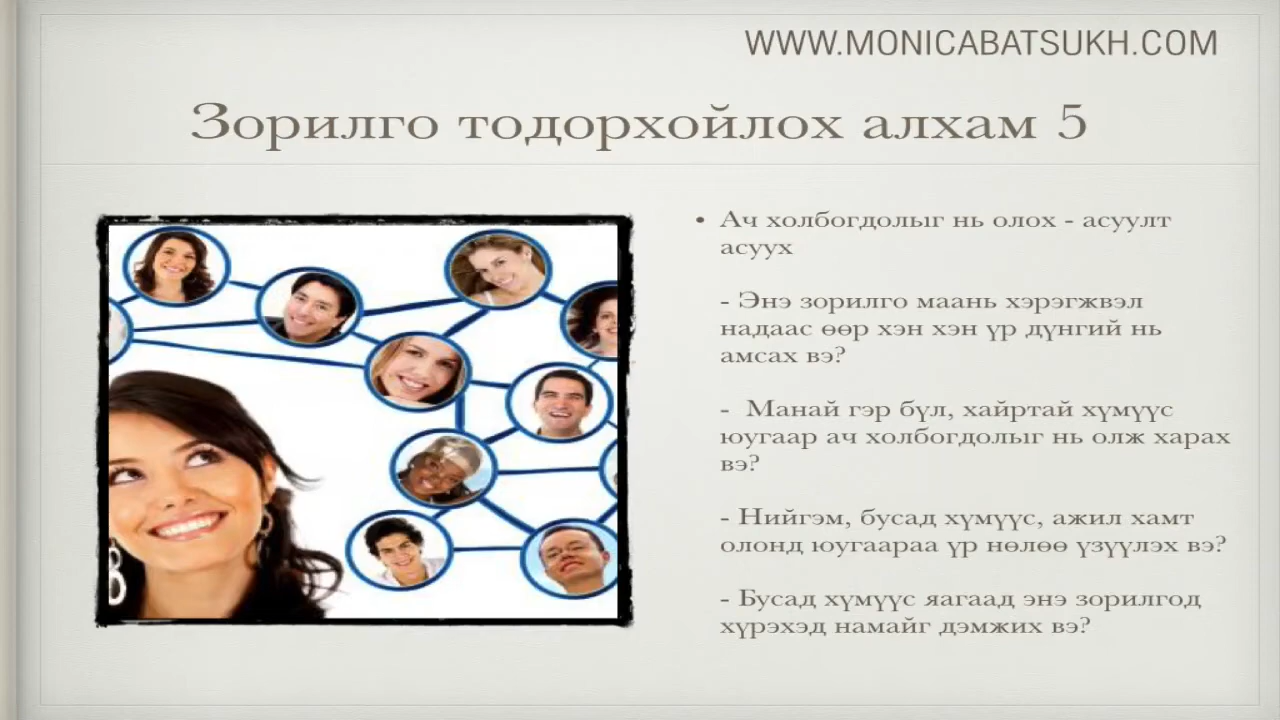 WWW.MONICABATSUKH.COM
Зорилго тодорхойлох алхам 5
• Ач холбогдолыг нь олох - асуулт
асуух
- Энэ зорилго маань хэрэгжвэл
надаас өөр хэн хэн үр дүнгий нь
амсах вэ?
- Манай гэр бүл, хайртай хүмүүс
юугаар ач холбогдолыг нь олж харах
вэ?
- Нийгэм, бусад хүмүүс, ажил хамт
олонд юугаараа үр нөлөө үзүүлэх вэ?
- Бусад хүмүүс яагаад энэ зорилгод
хүрэхэд намайг дэмжих вэ?